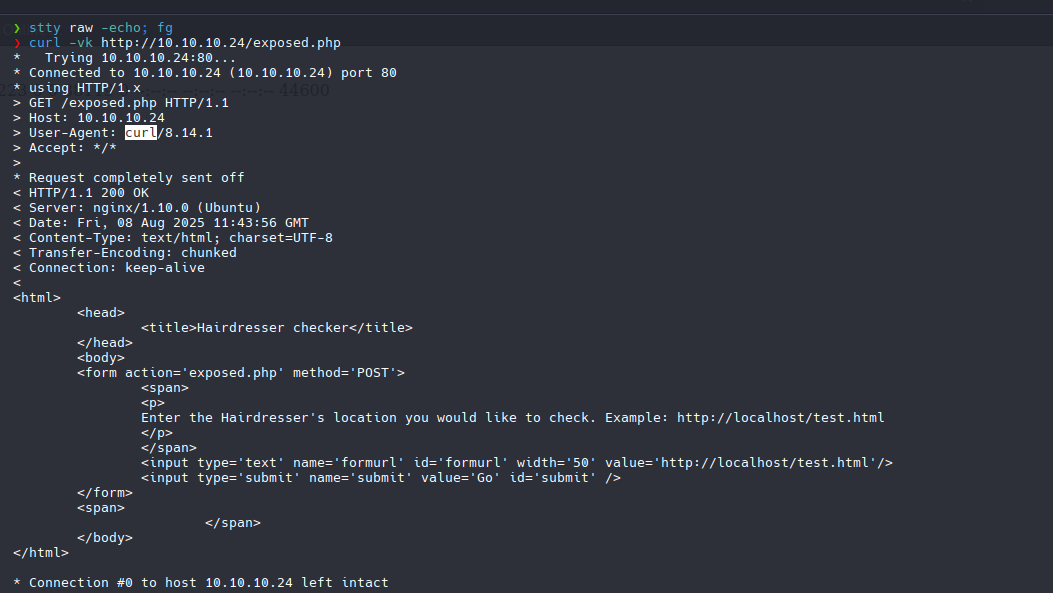 ❯ stty raw -echo; fg
❯ curl -vk http://10.10.10.24/exposed.php
*   Trying 10.10.10.24:80...
* Connected to 10.10.10.24 (10.10.10.24) port 80
* using HTTP/1.x
--:--:-- --:--:-- 44600
> GET /exposed.php HTTP/1.1
> Host: 10.10.10.24
> User-Agent: curl/8.14.1
> Accept: */*
>
* Request completely sent off
< HTTP/1.1 200 OK
< Server: nginx/1.10.0 (Ubuntu)
< Date: Fri, 08 Aug 2025 11:43:56 GMT
< Content-Type: text/html; charset=UTF-8
< Transfer-Encoding: chunked
< Connection: keep-alive
<
<html>
        <head>
                <title>Hairdresser checker</title>
        </head>
        <body>
        <form action='exposed.php' method='POST'>
                <span>
                <p>
                Enter the Hairdresser's location you would like to check. Example: http://localhost/test.html
                </p>
                </span>
                <input type='text' name='formurl' id='formurl' width='50' value='http://localhost/test.html'/>
                <input type='submit' name='submit' value='Go' id='submit' />
        </form>
        <span>
                        </span>
        </body>
</html>

* Connection #0 to host 10.10.10.24 left intact